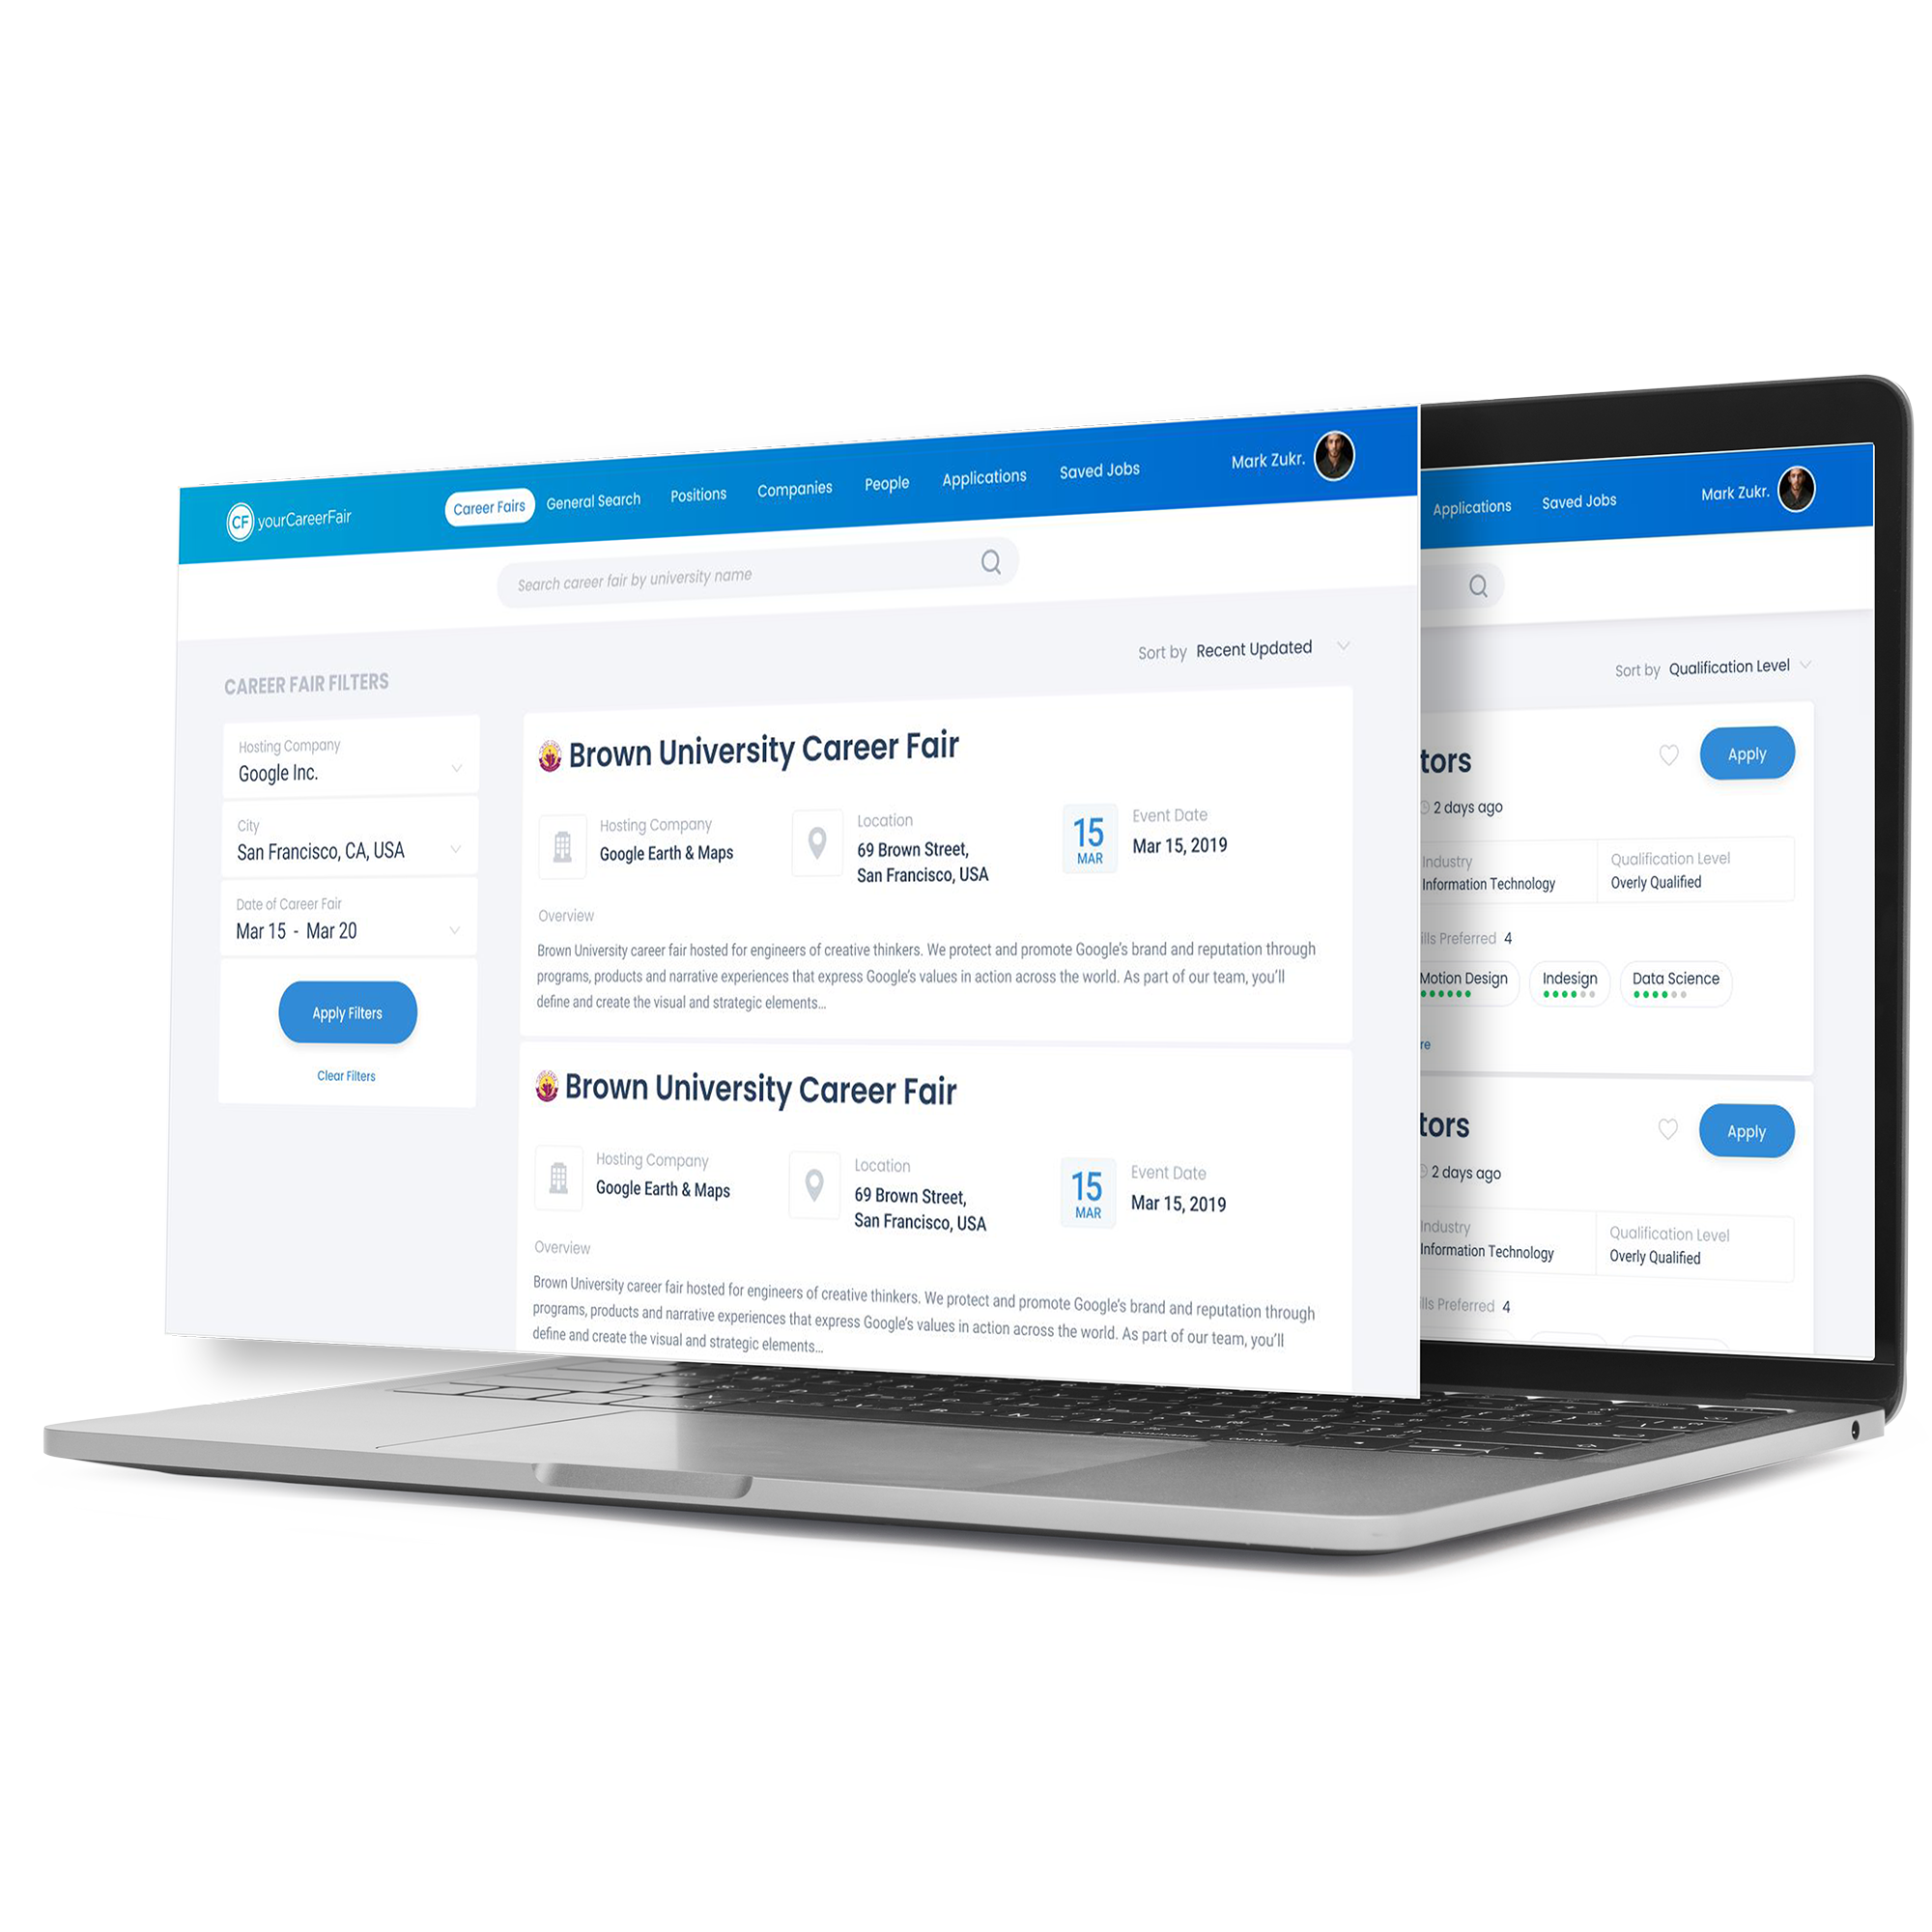 CF yourCareerFair
Career Fairs General Search Positions Companies People Applications Saved Jobs Mark Zukr.
Search career fair by university name
CAREER FAIR FILTERS
Hosting Company
Google Inc.
City
San Francisco, CA, USA
Date of Career Fair
Mar 15 - Mar 20
Apply Filters
Clear Filters
Sort by Recent Updated
Brown University Career Fair
Hosting Company
Google Earth & Maps
Location
69 Brown Street,
San Francisco, USA
15
MAR
Event Date
Mar 15, 2019
Overview
Brown University career fair hosted for engineers of creative thinkers. We protect and promote Google's brand and reputation through
programs, products and narrative experiences that express Google's values in action across the world. As part of our team, you'll
define and create the visual and strategic elements...
Brown University Career Fair
Hosting Company
Google Earth & Maps
Location
69 Brown Street,
San Francisco, USA
15
MAR
Event Date
Mar 15, 2019
Overview
Brown University career fair hosted for engineers of creative thinkers. We protect and promote Google's brand and reputation through
programs, products and narrative experiences that express Google's values in action across the world. As part of our team, you'll
define and create the visual and strategic elements...
Applications Saved Jobs Mark Zukr.
Sort by Qualification Level
tors
Apply
2 days ago
Industry
Information Technology
Qualification Level
Overly Qualified
ills Preferred 4
Motion Design Indesign Data Science
re
tors
Apply
2 days ago
Industry
Information Technology
Qualification Level
Overly Qualified
ills Preferred 4
command option